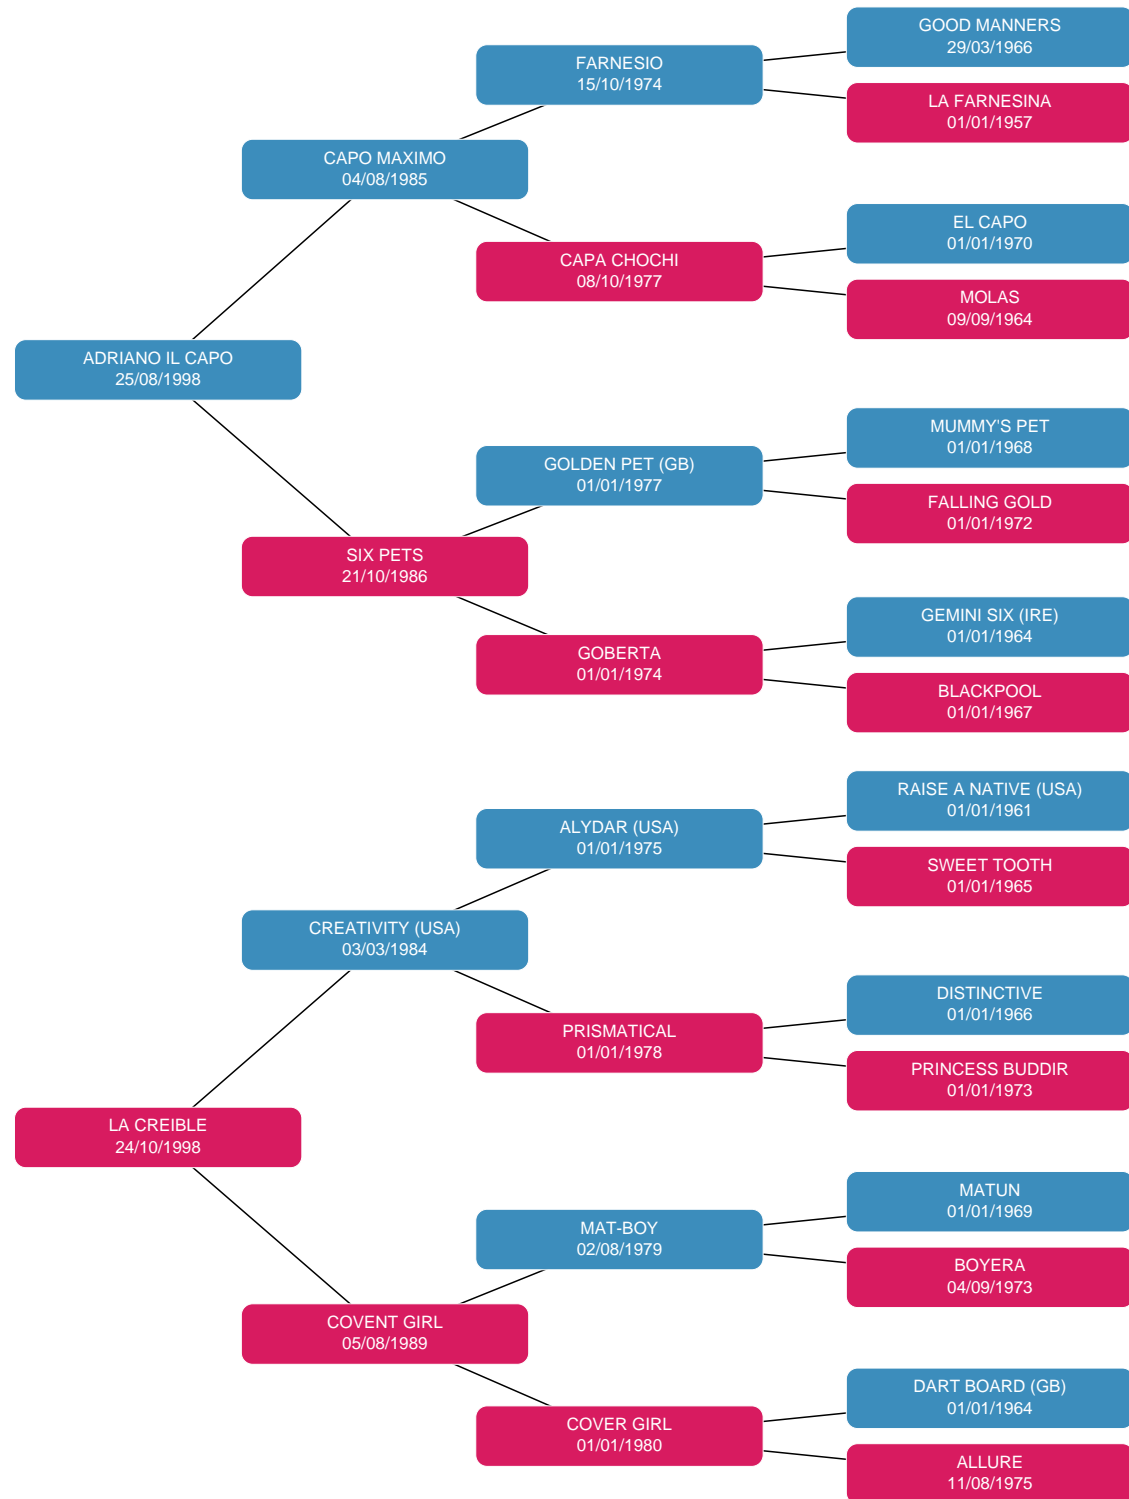 GOOD MANNERS
29/03/1966
FARNESIO
15/10/1974
LA FARNESINA
01/01/1957
CAPO MAXIMO
04/08/1985
EL CAPO
01/01/1970
CAPA CHOCHI
08/10/1977
MOLAS
09/09/1964
ADRIANO IL CAPO
25/08/1998
MUMMY'S PET
01/01/1968
GOLDEN PET (GB)
01/01/1977
FALLING GOLD
01/01/1972
SIX PETS
21/10/1986
GEMINI SIX (IRE)
01/01/1964
GOBERTA
01/01/1974
BLACKPOOL
01/01/1967
RAISE A NATIVE (USA)
01/01/1961
ALYDAR (USA)
01/01/1975
SWEET TOOTH
01/01/1965
CREATIVITY (USA)
03/03/1984
DISTINCTIVE
01/01/1966
PRISMATICAL
01/01/1978
PRINCESS BUDDIR
01/01/1973
LA CREIBLE
24/10/1998
MATUN
01/01/1969
MAT-BOY
02/08/1979
BOYERA
04/09/1973
COVENT GIRL
05/08/1989
DART BOARD (GB)
01/01/1964
COVER GIRL
01/01/1980
ALLURE
11/08/1975